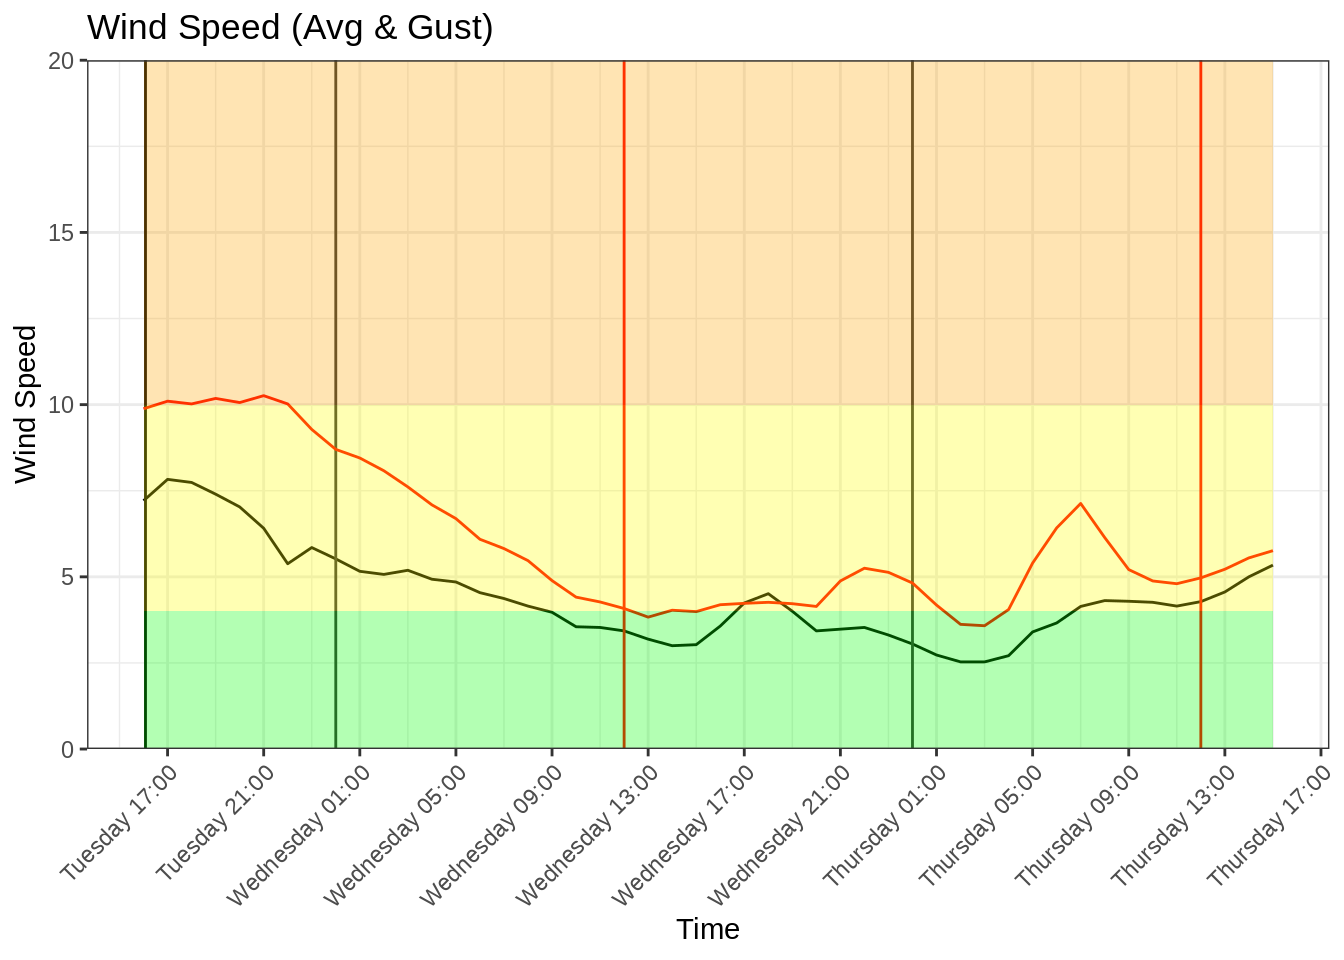 Wind Speed (Avg & Gust)
Wind Speed
20
15
10
5
0
Tuesday 17:00
Tuesday 21:00
Wednesday 01:00
Wednesday 05:00
Wednesday 09:00
Wednesday 13:00
Wednesday 17:00
Wednesday 21:00
Thursday 01:00
Thursday 05:00
Thursday 09:00
Thursday 13:00
Thursday 17:00
Time